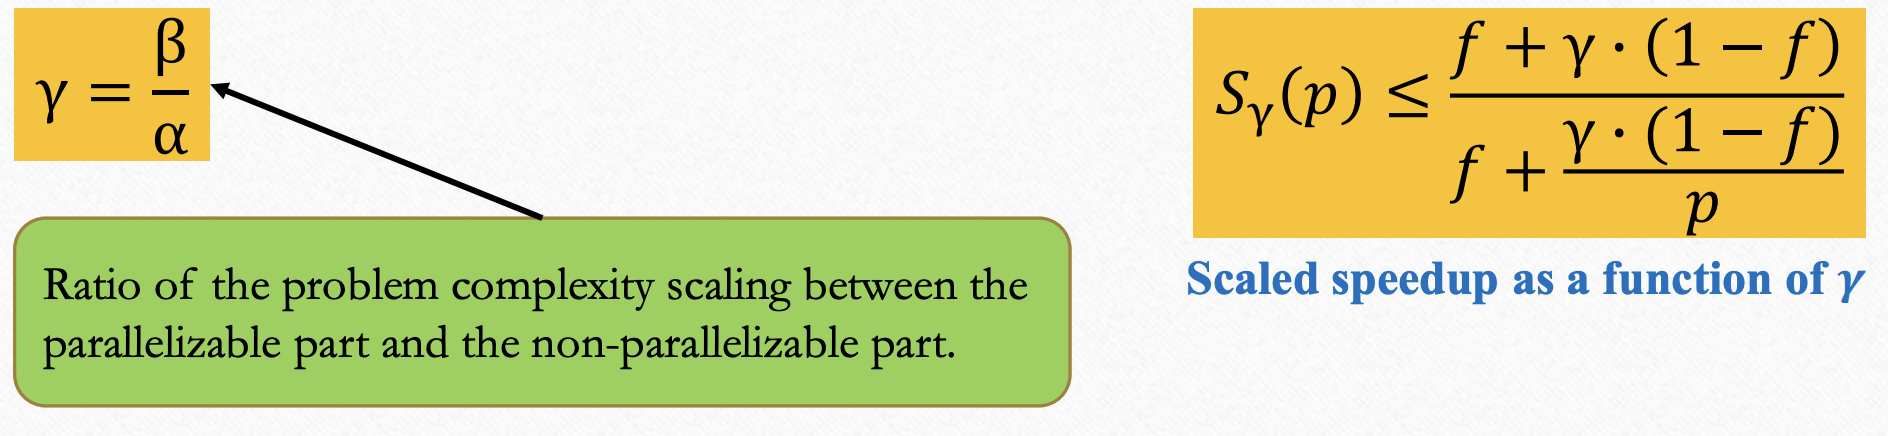 γ = β/α
S_γ(p) ≤ (f + γ · (1 − f)) / (f + (γ · (1 − f))/p)
Scaled speedup as a function of γ
Ratio of the problem complexity scaling between the
parallelizable part and the non-parallelizable part.